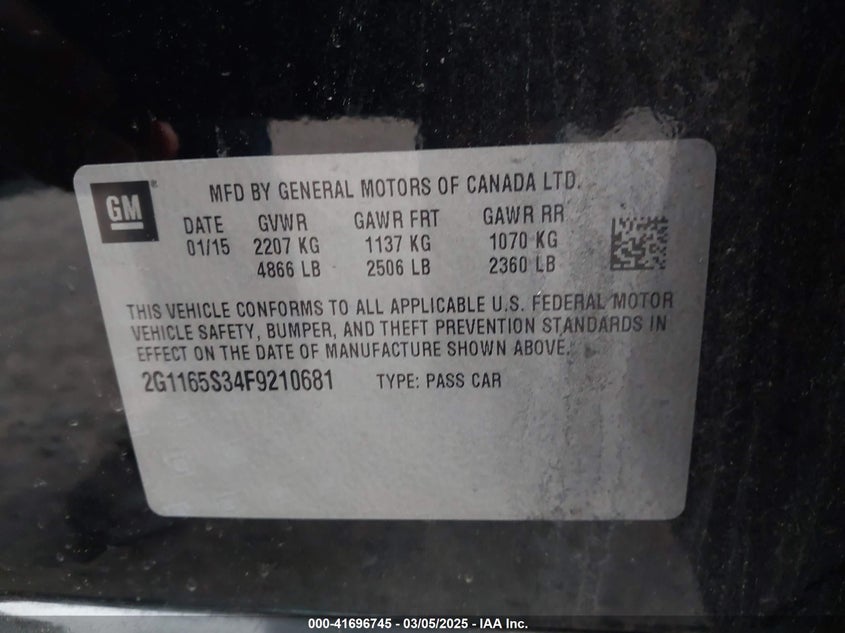 GM®
MFD BY GENERAL MOTORS OF CANADA LTD.
DATE GVWR GAWR FRT GAWR RR
01/15 2207 KG 1137 KG 1070 KG
4866 LB 2506 LB 2360 LB
THIS VEHICLE CONFORMS TO ALL APPLICABLE U.S. FEDERAL MOTOR
VEHICLE SAFETY, BUMPER, AND THEFT PREVENTION STANDARDS IN
EFFECT ON THE DATE OF MANUFACTURE SHOWN ABOVE.
2G1165S34F9210681 TYPE: PASS CAR
000-41696745 - 03/05/2025 - IAA Inc.